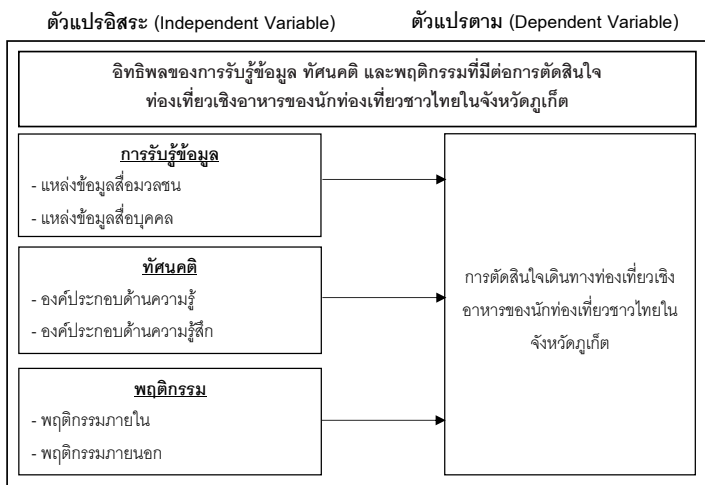 ตัวแปรอิสระ (Independent Variable)
ตัวแปรตาม (Dependent Variable)
อิทธิพลของการรับรู้ข้อมูล ทัศนคติ และพฤติกรรมที่มีต่อการตัดสินใจ
ท่องเที่ยวเชิงอาหารของนักท่องเที่ยวชาวไทยในจังหวัดภูเก็ต
การรับรู้ข้อมูล
- แหล่งข้อมูลสื่อมวลชน
- แหล่งข้อมูลสื่อบุคคล
ทัศนคติ
- องค์ประกอบด้านความรู้
- องค์ประกอบด้านความรู้สึก
พฤติกรรม
- พฤติกรรมภายใน
- พฤติกรรมภายนอก
การตัดสินใจเดินทางท่องเที่ยวเชิง
อาหารของนักท่องเที่ยวชาวไทยใน
จังหวัดภูเก็ต